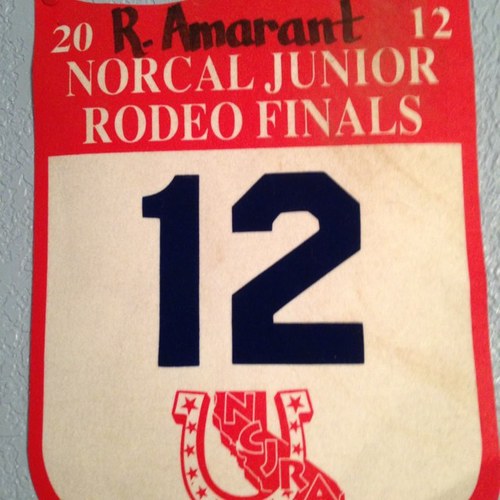 20 R. Amarant 12
NORCAL JUNIOR
RODEO FINALS
12
NCJRA